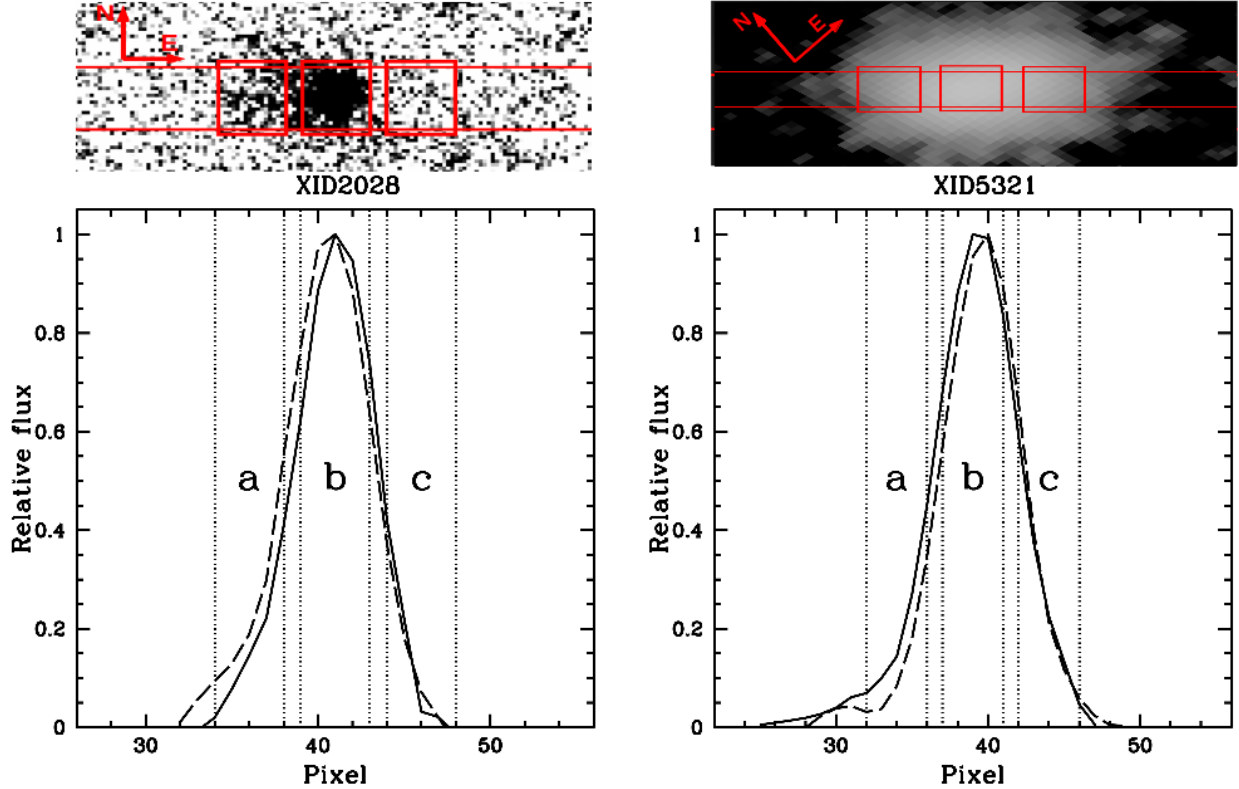 N
E
XID2028
N
E
XID5321
Relative flux
1
0.8
0.6
0.4
0.2
0
a
b
c
30
40
50
Pixel
Relative flux
1
0.8
0.6
0.4
0.2
0
a
b
c
30
40
50
Pixel